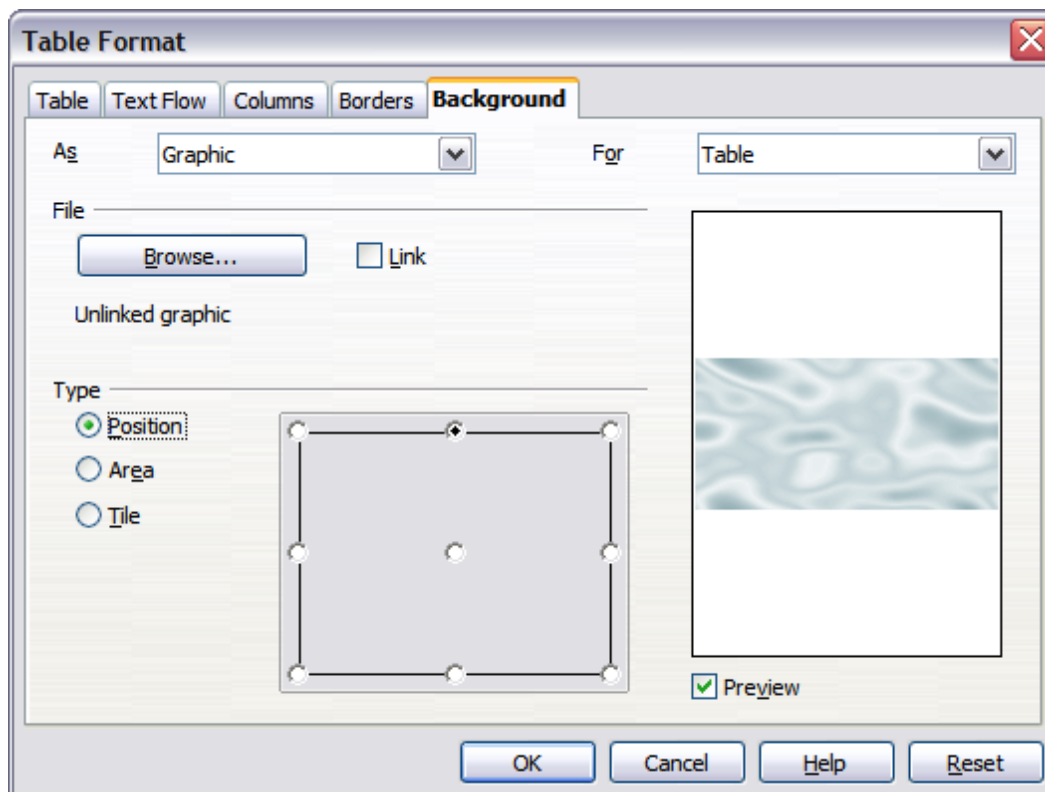 Table Format
Table Text Flow Columns Borders Background
As Graphic For Table
File
Browse... Link
Unlinked graphic
Type
Position
Area
Tile
Preview
OK Cancel Help Reset